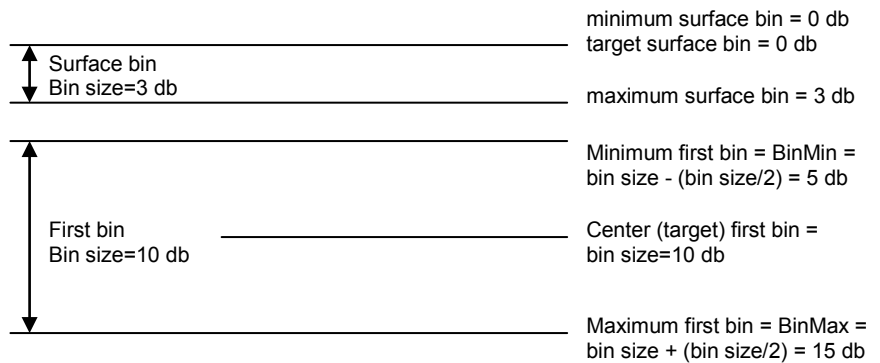 minimum surface bin = 0 db
target surface bin = 0 db
Surface bin
Bin size=3 db
maximum surface bin = 3 db
Minimum first bin = BinMin =
bin size - (bin size/2) = 5 db
First bin
Bin size=10 db
Center (target) first bin =
bin size=10 db
Maximum first bin = BinMax =
bin size + (bin size/2) = 15 db